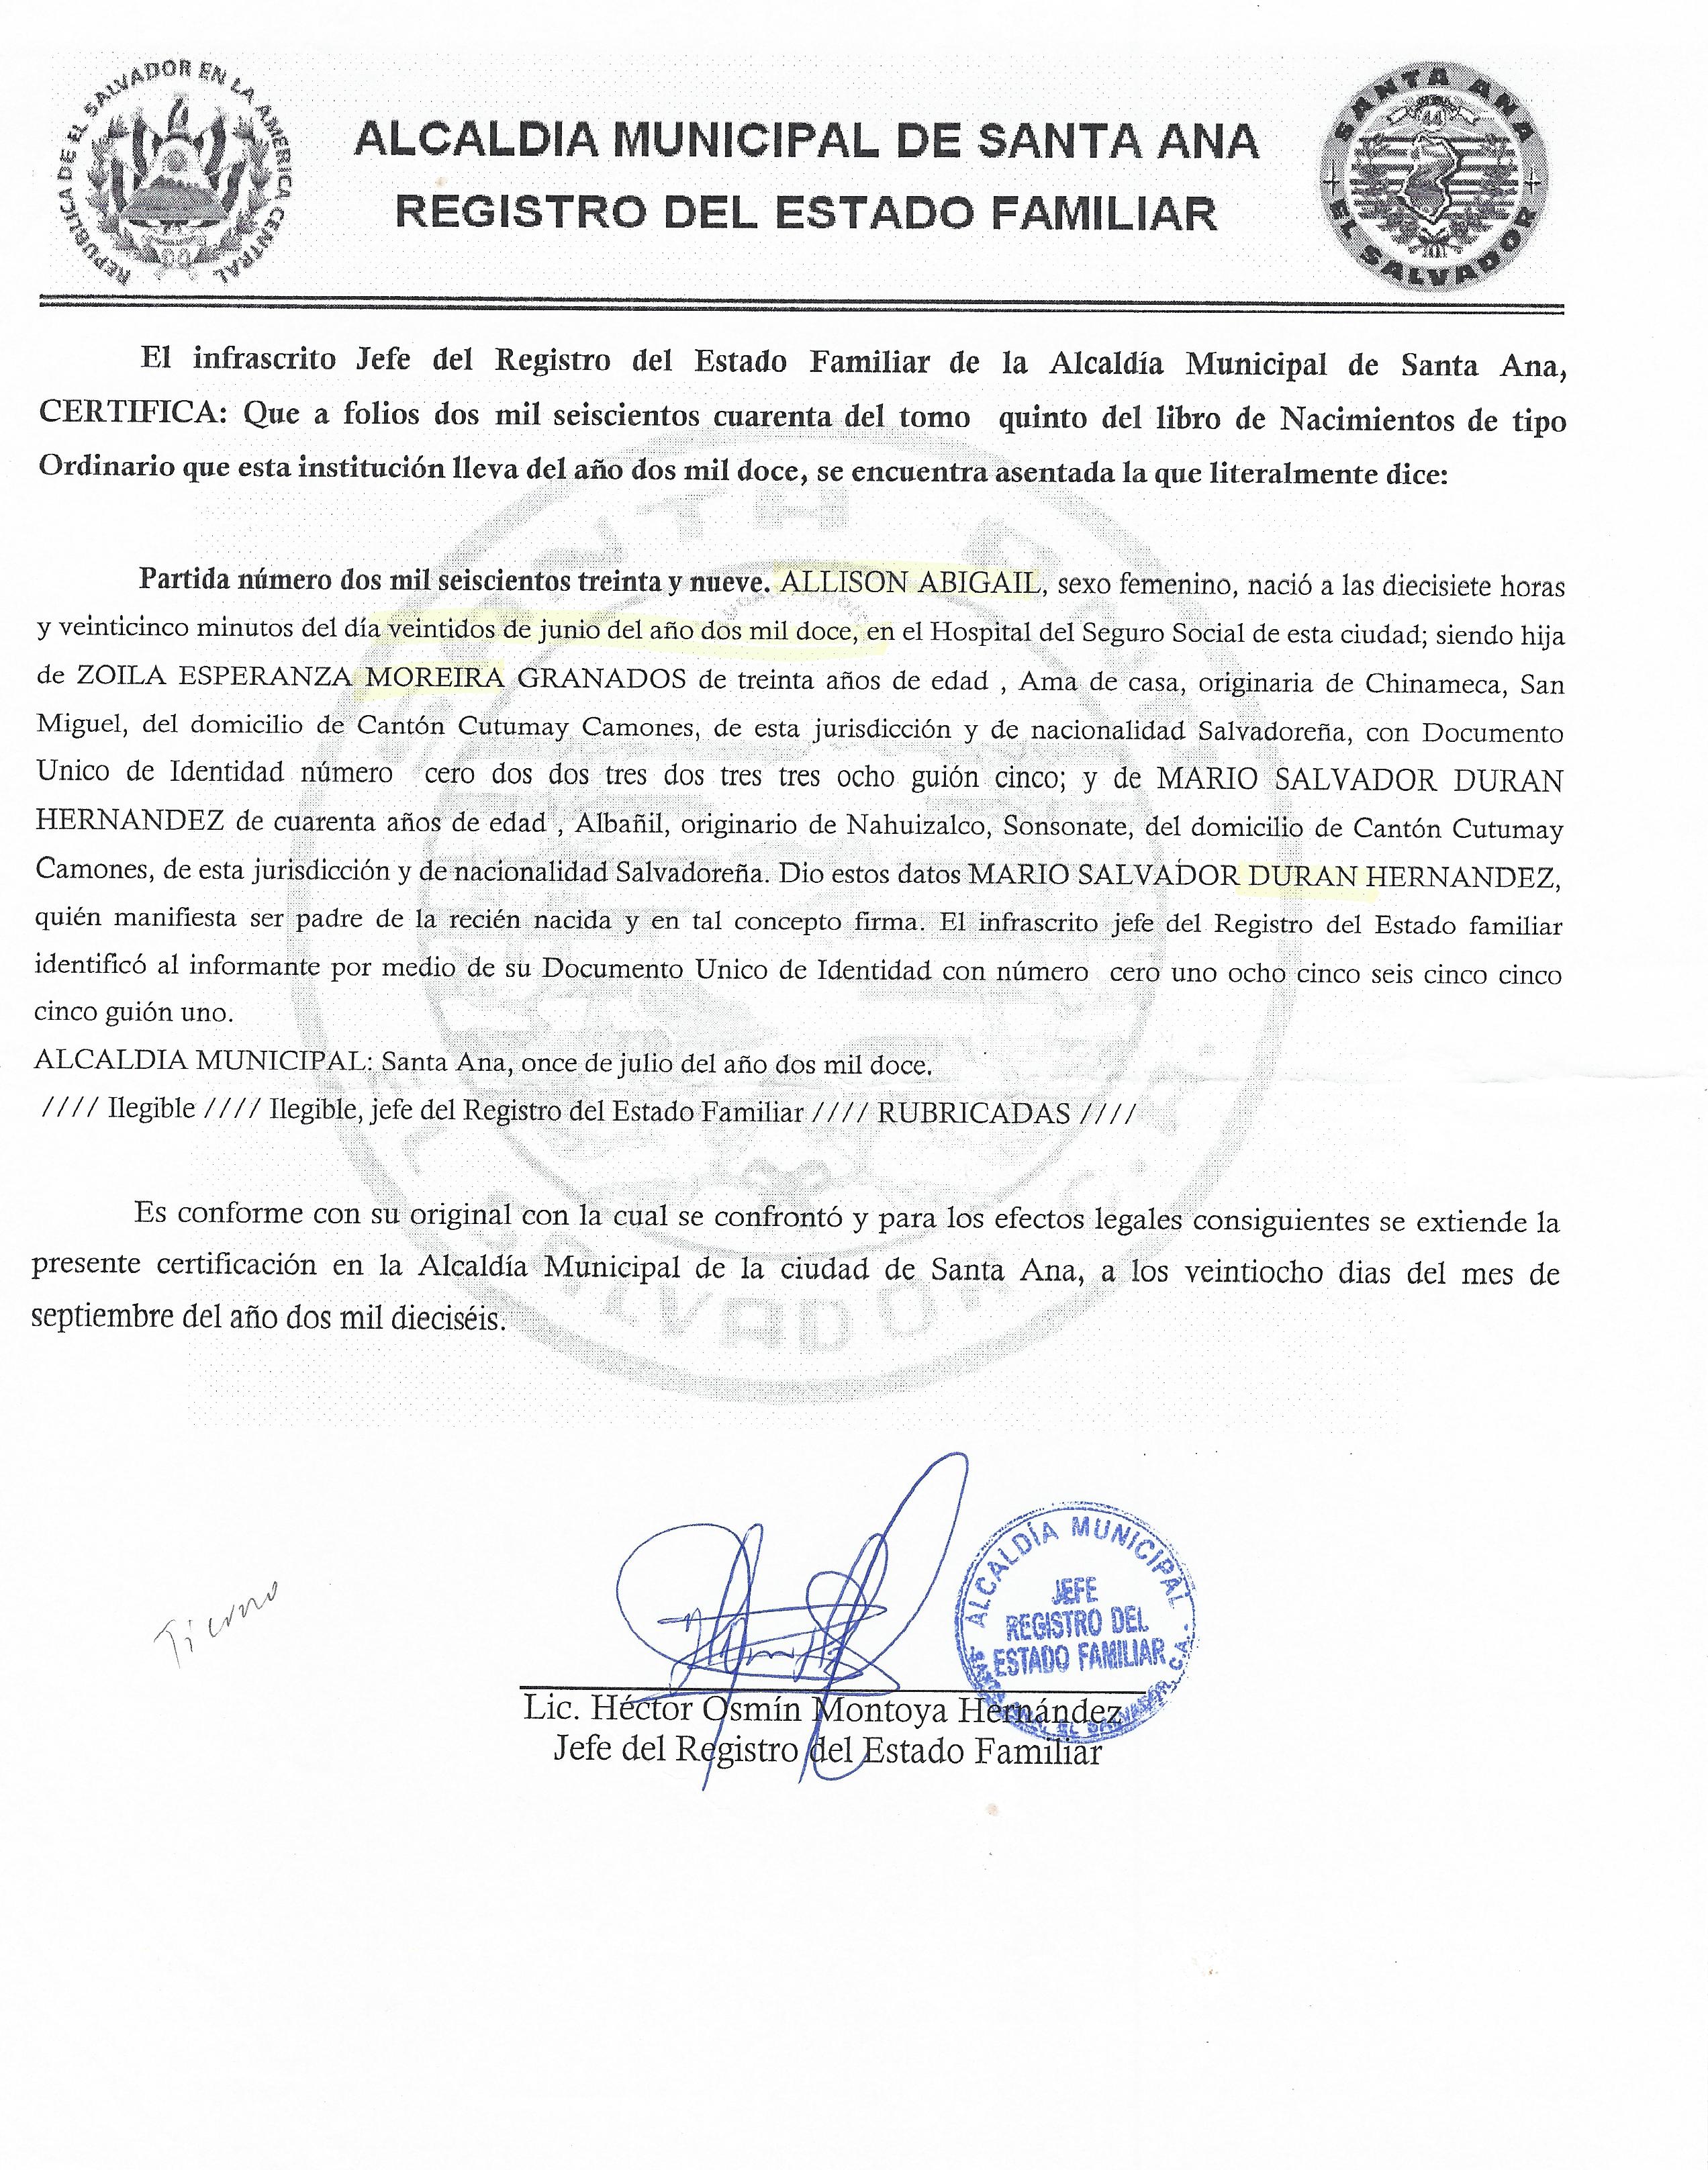 REPUBLICA DE EL SALVADOR EN LA AMERICA CENTRAL
SANTA ANA
44
EL SALVADOR
ALCALDIA MUNICIPAL DE SANTA ANA
REGISTRO DEL ESTADO FAMILIAR
El infrascrito Jefe del Registro del Estado Familiar de la Alcaldía Municipal de Santa Ana,
CERTIFICA: Que a folios dos mil seiscientos cuarenta del tomo quinto del libro de Nacimientos de tipo
Ordinario que esta institución lleva del año dos mil doce, se encuentra asentada la que literalmente dice:
Partida número dos mil seiscientos treinta y nueve. ALLISON ABIGAIL, sexo femenino, nació a las diecisiete horas
y veinticinco minutos del día veintidos de junio del año dos mil doce, en el Hospital del Seguro Social de esta ciudad; siendo hija
de ZOILA ESPERANZA MOREIRA GRANADOS de treinta años de edad , Ama de casa, originaria de Chinameca, San
Miguel, del domicilio de Cantón Cutumay Camones, de esta jurisdicción y de nacionalidad Salvadoreña, con Documento
Unico de Identidad número cero dos dos tres dos tres tres ocho guión cinco; y de MARIO SALVADOR DURAN
HERNANDEZ de cuarenta años de edad , Albañil, originario de Nahuizalco, Sonsonate, del domicilio de Cantón Cutumay
Camones, de esta jurisdicción y de nacionalidad Salvadoreña. Dio estos datos MARIO SALVADOR DURAN HERNANDEZ,
quién manifiesta ser padre de la recién nacida y en tal concepto firma. El infrascrito jefe del Registro del Estado familiar
identificó al informante por medio de su Documento Unico de Identidad con número cero uno ocho cinco seis cinco cinco
cinco guión uno.
ALCALDIA MUNICIPAL: Santa Ana, once de julio del año dos mil doce.
//// Ilegible //// Ilegible, jefe del Registro del Estado Familiar //// RUBRICADAS ////
Es conforme con su original con la cual se confrontó y para los efectos legales consiguientes se extiende la
presente certificación en la Alcaldía Municipal de la ciudad de Santa Ana, a los veintiocho dias del mes de
septiembre del año dos mil dieciséis.
Tierno
ALCALDÍA MUNICIPAL
JEFE
REGISTRO DEL
ESTADO FAMILIAR
EL SALVADOR, C.A.
Lic. Héctor Osmín Montoya Hernández
Jefe del Registro del Estado Familiar